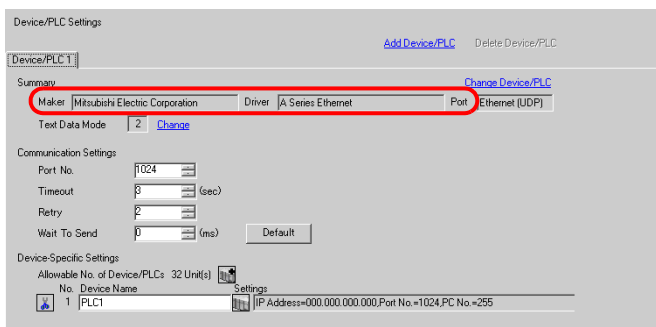 Device/PLC Settings
Add Device/PLC Delete Device/PLC
Device/PLC 1
Summary Change Device/PLC
Maker Mitsubishi Electric Corporation Driver A Series Ethernet Port Ethernet (UDP)
Text Data Mode 2 Change
Communication Settings
Port No. 1024
Timeout 3 (sec)
Retry 2
Wait To Send 0 (ms) Default
Device-Specific Settings
Allowable No. of Device/PLCs 32 Unit(s)
No. Device Name Settings
1 PLC1 IP Address=000.000.000.000,Port No.=1024,PC No.=255